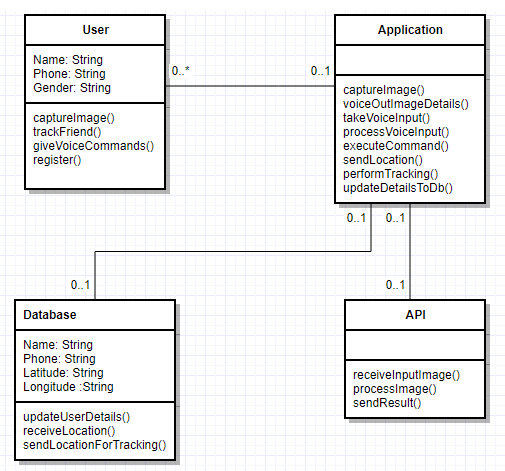 User
Name: String
Phone: String
Gender: String
captureImage()
trackFriend()
giveVoiceCommands()
register()
0..*
0..1
Application
captureImage()
voiceOutImageDetails()
takeVoiceInput()
processVoiceInput()
executeCommand()
sendLocation()
performTracking()
updateDetailsToDb()
0..1
0..1
0..1
0..1
Database
Name: String
Phone: String
Latitude: String
Longitude :String
updateUserDetails()
receiveLocation()
sendLocationForTracking()
API
receiveInputImage()
processImage()
sendResult()